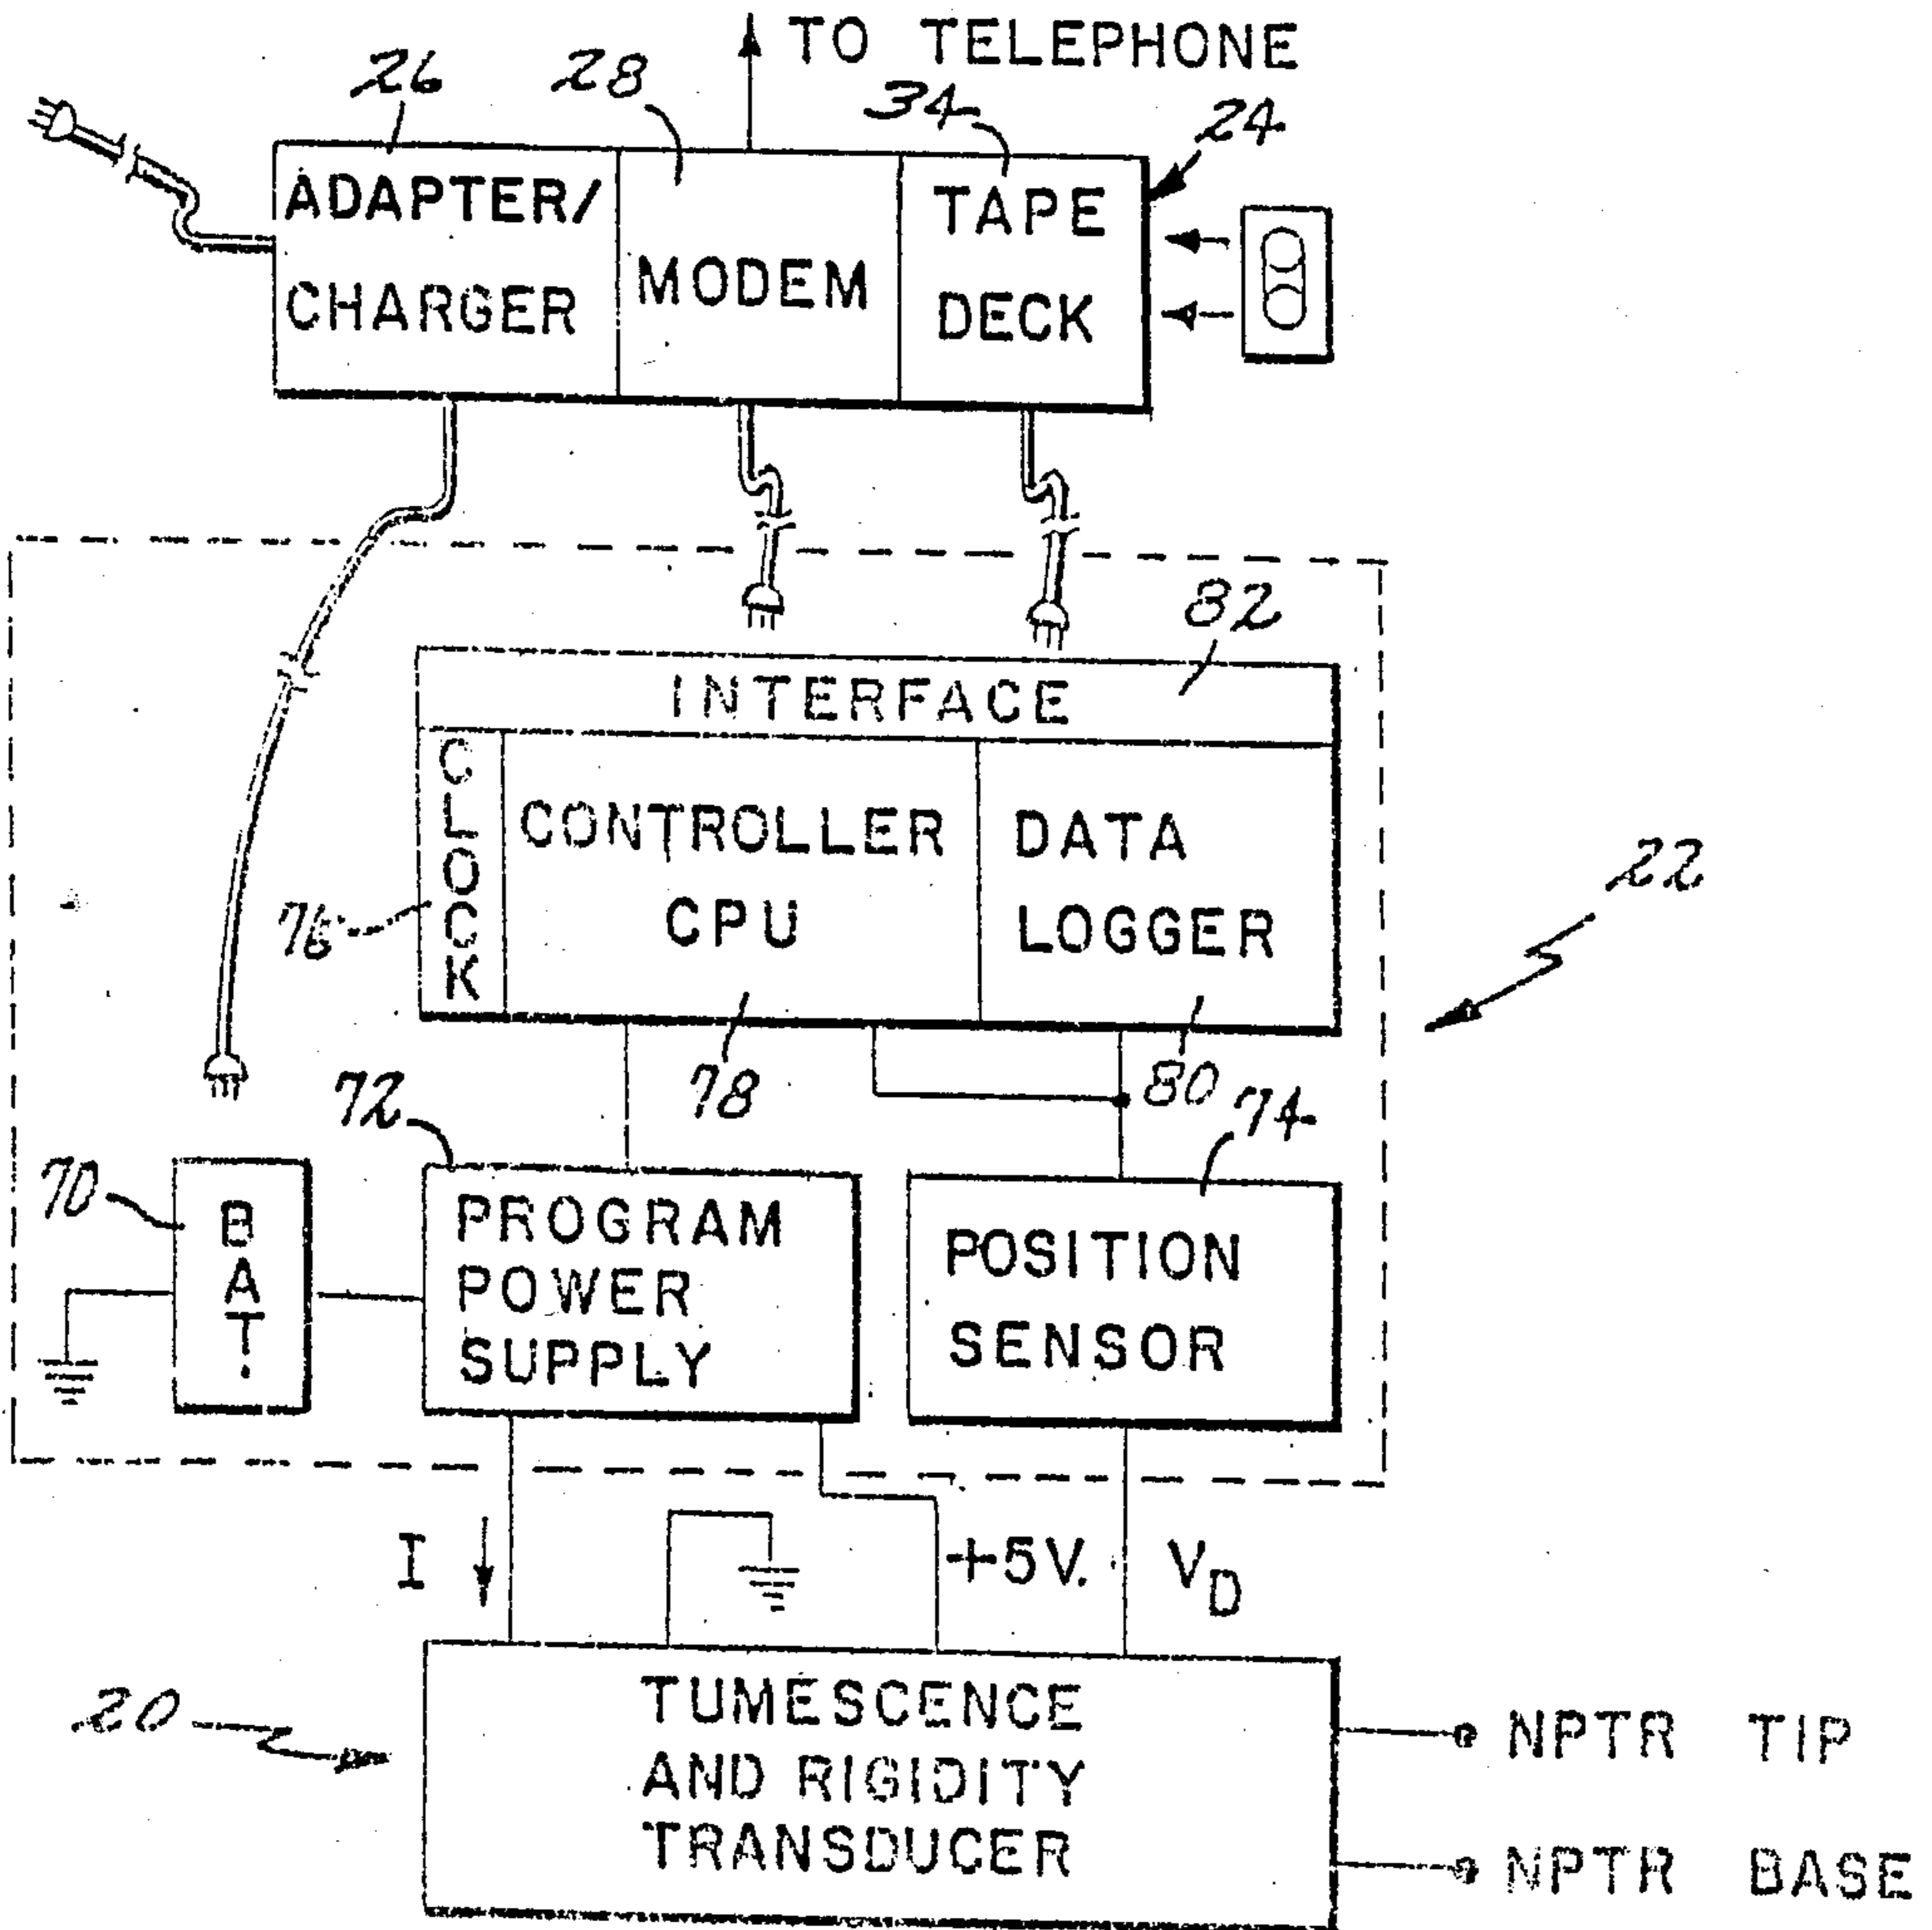 TO TELEPHONE
26
28
34
24
ADAPTER/
CHARGER
MODEM
TAPE
DECK
82
INTERFACE
CLOCK
CONTROLLER
CPU
DATA
LOGGER
22
76
78
80
72
74
70
BAT.
PROGRAM
POWER
SUPPLY
POSITION
SENSOR
I
+5V.
VD
20
TUMESCENCE
AND RIGIDITY
TRANSDUCER
NPTR TIP
NPTR BASE